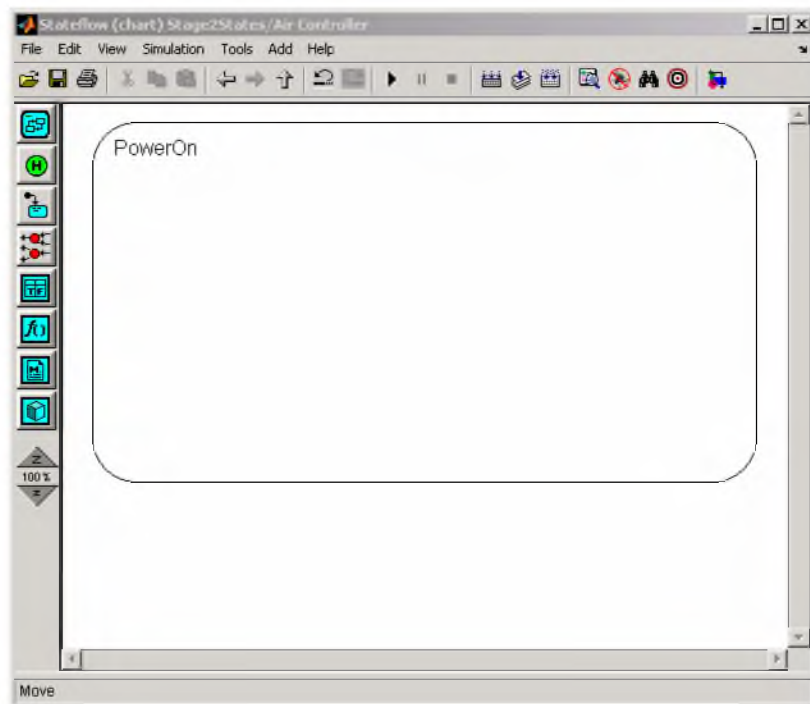 Stateflow (chart) Stage2States/Air Controller
File Edit View Simulation Tools Add Help
PowerOn
H
T F
f()
M
Z
100 %
Z
Move